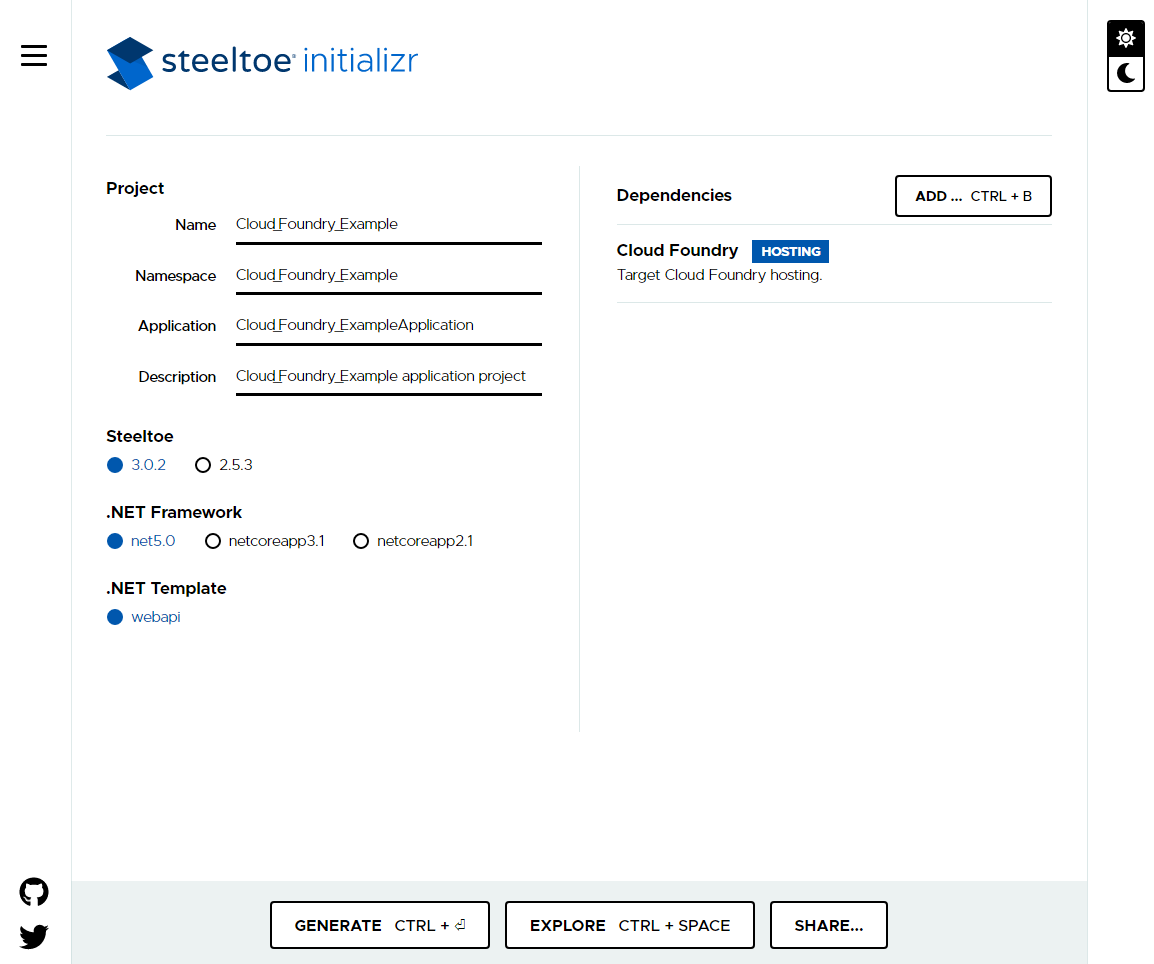 steeltoe® initializr
Project
Name Cloud_Foundry_Example
Namespace Cloud_Foundry_Example
Application Cloud_Foundry_ExampleApplication
Description Cloud_Foundry_Example application project
Steeltoe
3.0.2 2.5.3
.NET Framework
net5.0 netcoreapp3.1 netcoreapp2.1
.NET Template
webapi
Dependencies ADD ... CTRL + B
Cloud Foundry HOSTING
Target Cloud Foundry hosting.
GENERATE CTRL + ⏎ EXPLORE CTRL + SPACE SHARE...